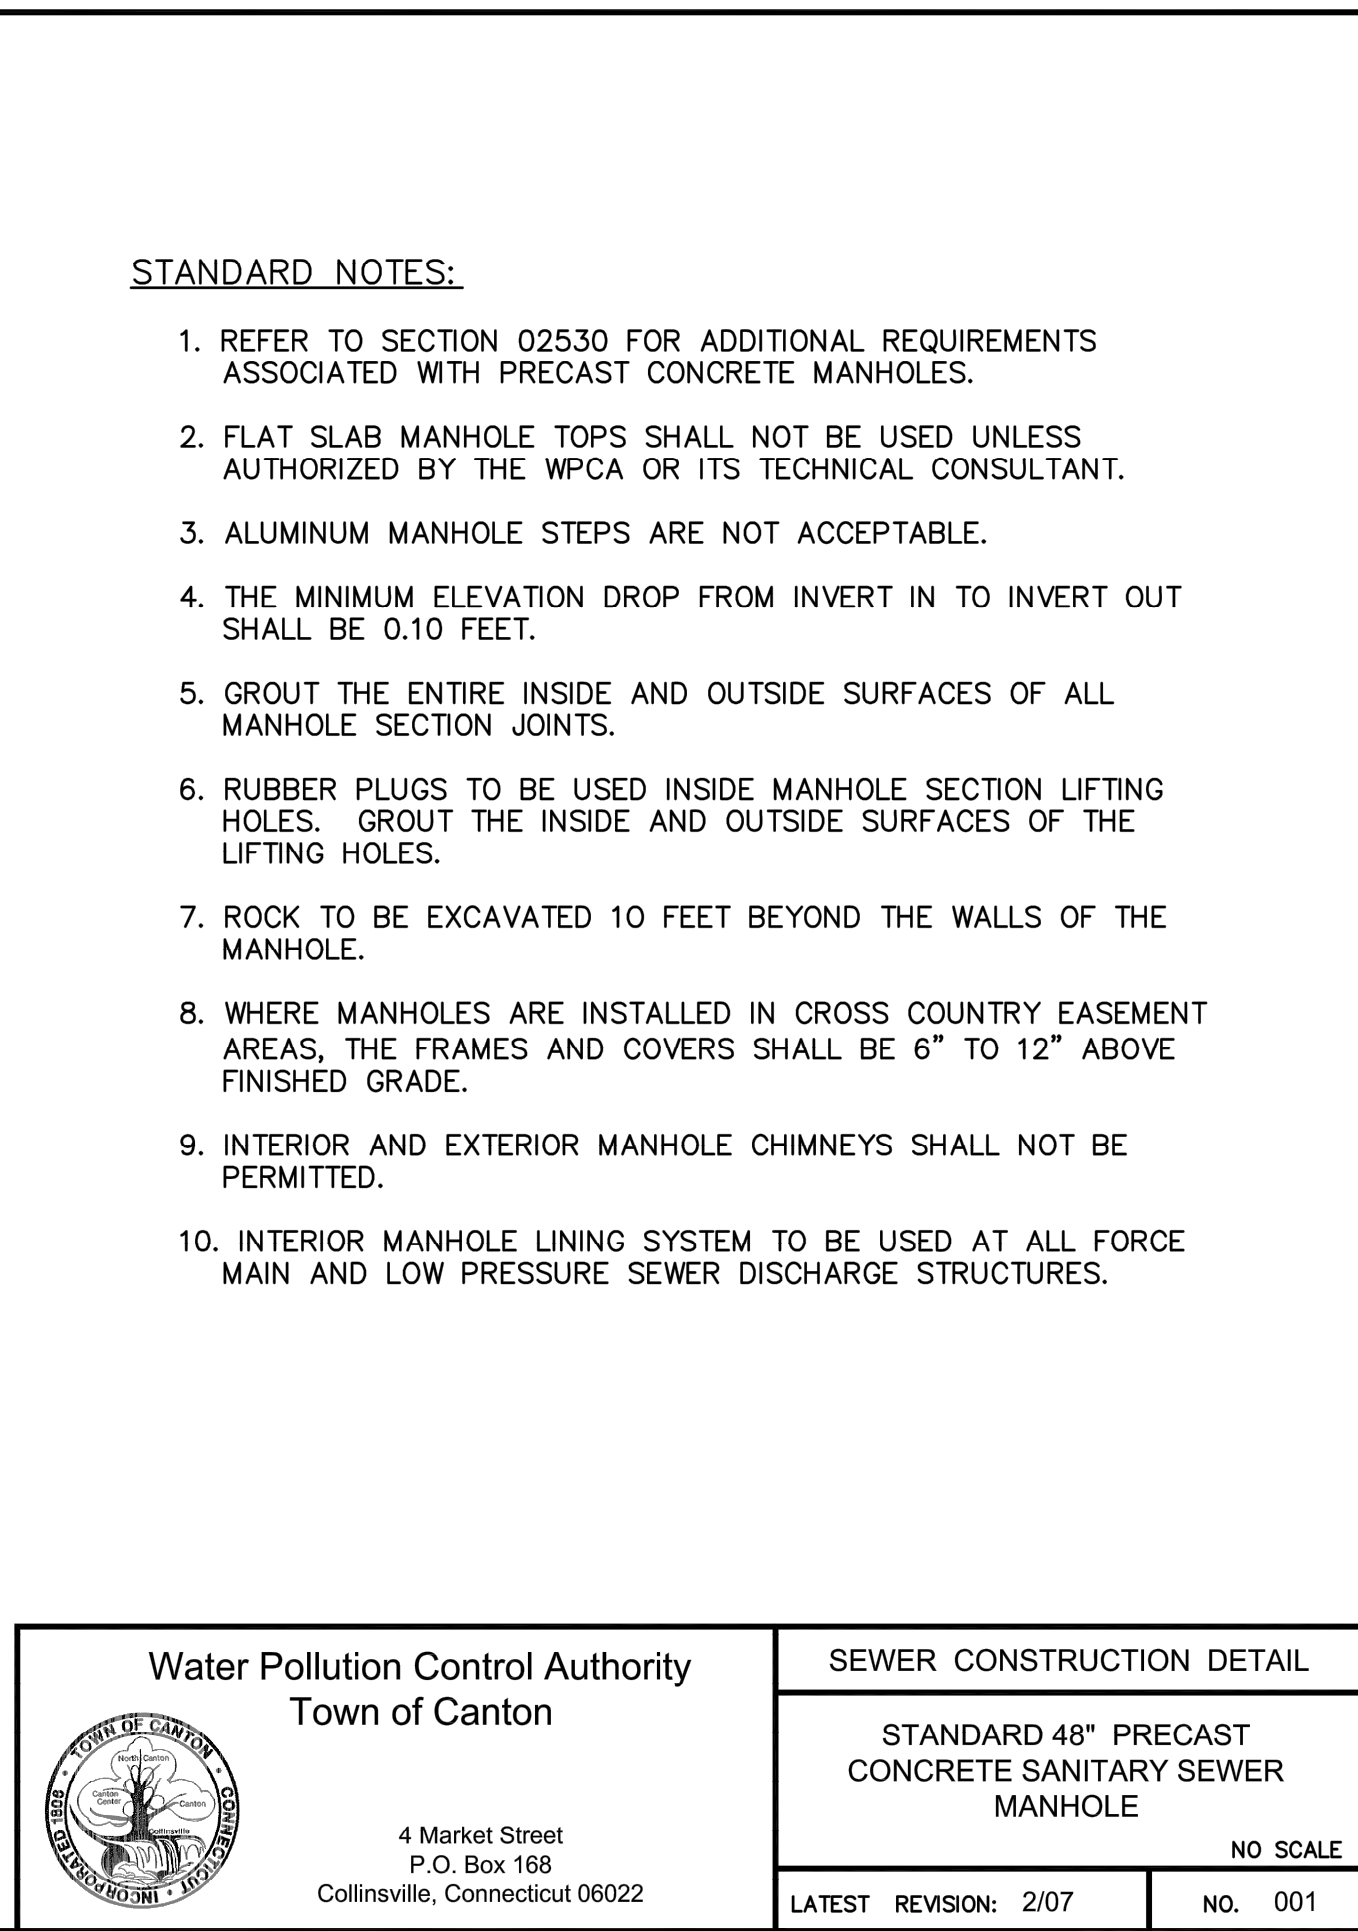 STANDARD NOTES:
1. REFER TO SECTION 02530 FOR ADDITIONAL REQUIREMENTS
ASSOCIATED WITH PRECAST CONCRETE MANHOLES.
2. FLAT SLAB MANHOLE TOPS SHALL NOT BE USED UNLESS
AUTHORIZED BY THE WPCA OR ITS TECHNICAL CONSULTANT.
3. ALUMINUM MANHOLE STEPS ARE NOT ACCEPTABLE.
4. THE MINIMUM ELEVATION DROP FROM INVERT IN TO INVERT OUT
SHALL BE 0.10 FEET.
5. GROUT THE ENTIRE INSIDE AND OUTSIDE SURFACES OF ALL
MANHOLE SECTION JOINTS.
6. RUBBER PLUGS TO BE USED INSIDE MANHOLE SECTION LIFTING
HOLES. GROUT THE INSIDE AND OUTSIDE SURFACES OF THE
LIFTING HOLES.
7. ROCK TO BE EXCAVATED 10 FEET BEYOND THE WALLS OF THE
MANHOLE.
8. WHERE MANHOLES ARE INSTALLED IN CROSS COUNTRY EASEMENT
AREAS, THE FRAMES AND COVERS SHALL BE 6” TO 12” ABOVE
FINISHED GRADE.
9. INTERIOR AND EXTERIOR MANHOLE CHIMNEYS SHALL NOT BE
PERMITTED.
10. INTERIOR MANHOLE LINING SYSTEM TO BE USED AT ALL FORCE
MAIN AND LOW PRESSURE SEWER DISCHARGE STRUCTURES.
Water Pollution Control Authority
Town of Canton
TOWN OF CANTON • CONNECTICUT • INCORPORATED 1806 •
North Canton
Canton
Center
Canton
Collinsville
4 Market Street
P.O. Box 168
Collinsville, Connecticut 06022
SEWER CONSTRUCTION DETAIL
STANDARD 48" PRECAST
CONCRETE SANITARY SEWER
MANHOLE
NO SCALE
LATEST REVISION: 2/07
NO. 001